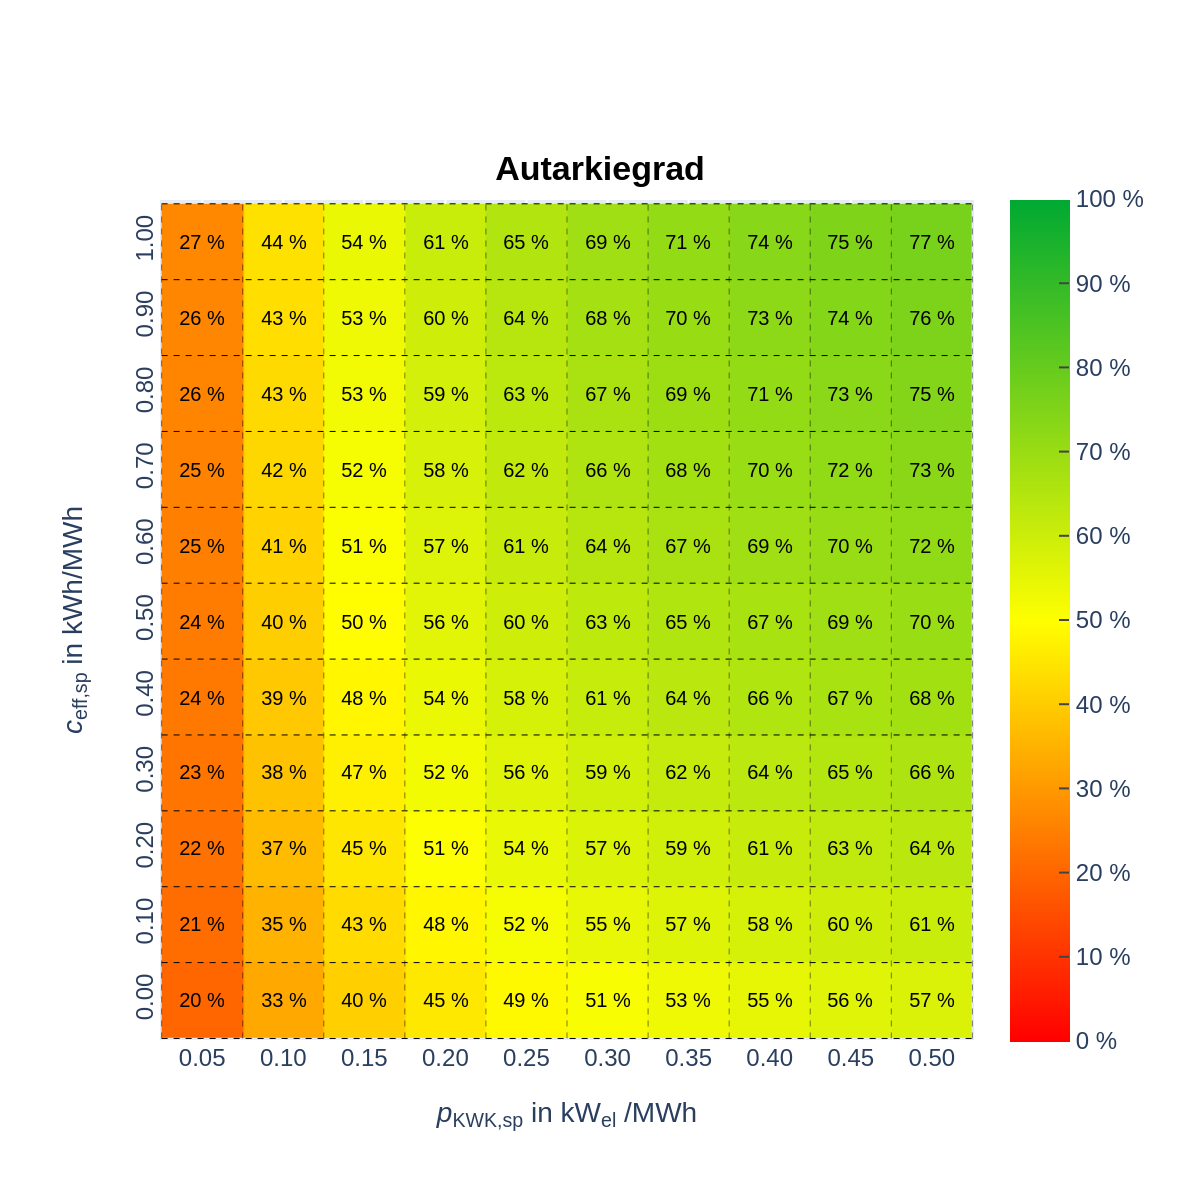 Autarkiegrad
1.00 27 % 44 % 54 % 61 % 65 % 69 % 71 % 74 % 75 % 77 %
0.90 26 % 43 % 53 % 60 % 64 % 68 % 70 % 73 % 74 % 76 %
0.80 26 % 43 % 53 % 59 % 63 % 67 % 69 % 71 % 73 % 75 %
0.70 25 % 42 % 52 % 58 % 62 % 66 % 68 % 70 % 72 % 73 %
0.60 25 % 41 % 51 % 57 % 61 % 64 % 67 % 69 % 70 % 72 %
0.50 24 % 40 % 50 % 56 % 60 % 63 % 65 % 67 % 69 % 70 %
0.40 24 % 39 % 48 % 54 % 58 % 61 % 64 % 66 % 67 % 68 %
0.30 23 % 38 % 47 % 52 % 56 % 59 % 62 % 64 % 65 % 66 %
0.20 22 % 37 % 45 % 51 % 54 % 57 % 59 % 61 % 63 % 64 %
0.10 21 % 35 % 43 % 48 % 52 % 55 % 57 % 58 % 60 % 61 %
0.00 20 % 33 % 40 % 45 % 49 % 51 % 53 % 55 % 56 % 57 %
0.05 0.10 0.15 0.20 0.25 0.30 0.35 0.40 0.45 0.50
p KWK,sp in kW el /MWh
c eff,sp in kWh/MWh
100 %
90 %
80 %
70 %
60 %
50 %
40 %
30 %
20 %
10 %
0 %